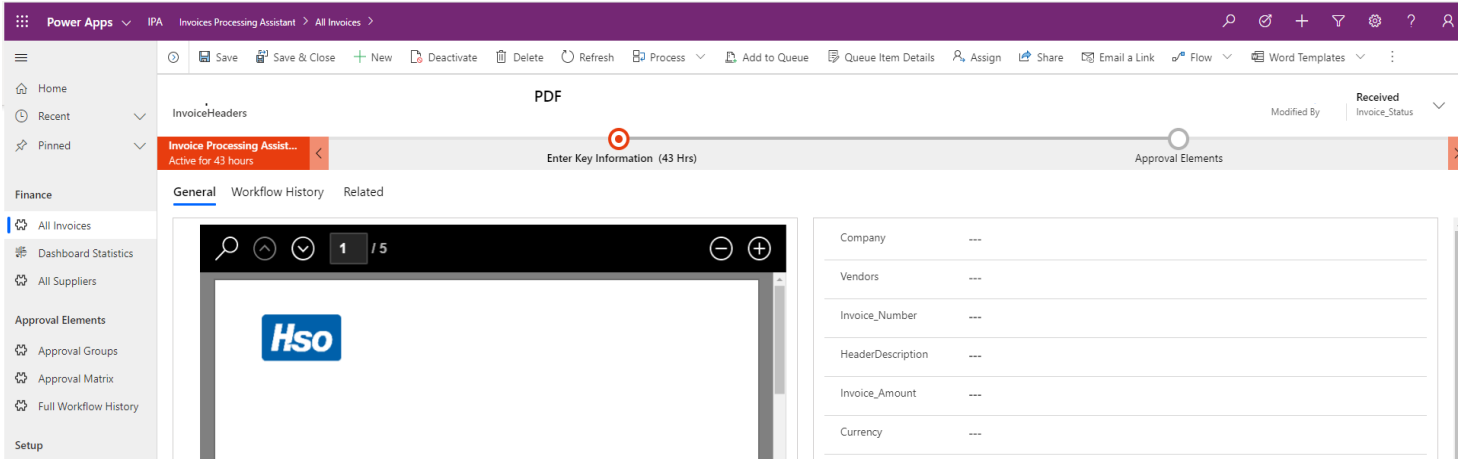 Power Apps IPA Invoices Processing Assistant > All Invoices >
Save Save & Close New Deactivate Delete Refresh Process Add to Queue Queue Item Details Assign Share Email a Link Flow Word Templates
Home
Recent
Pinned
Finance
All Invoices
Dashboard Statistics
All Suppliers
Approval Elements
Approval Groups
Approval Matrix
Full Workflow History
Setup
PDF
InvoiceHeaders
Modified By
Received
Invoice_Status
Invoice Processing Assist...
Active for 43 hours
Enter Key Information (43 Hrs)
Approval Elements
General Workflow History Related
1 / 5
Hso
Company ---
Vendors ---
Invoice_Number ---
HeaderDescription ---
Invoice_Amount ---
Currency ---